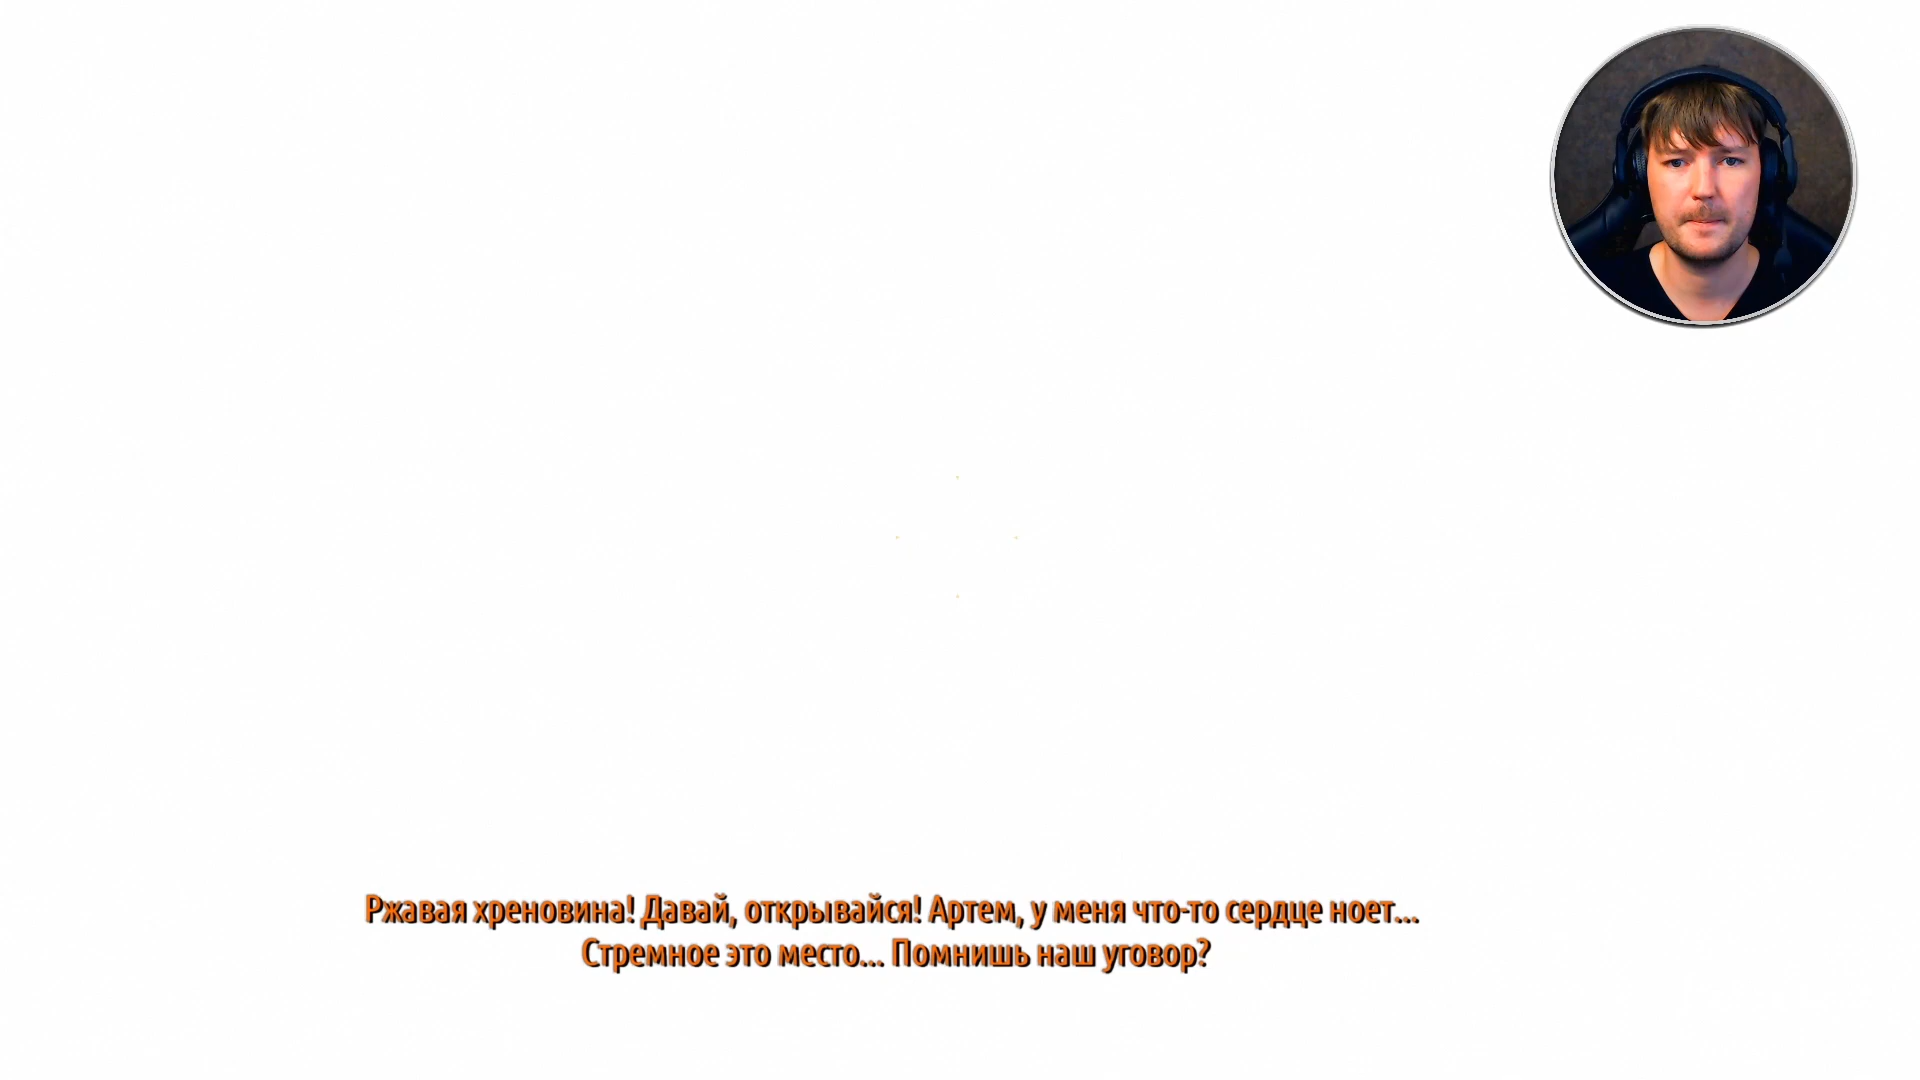 Ржавая хреновина! Давай, открывайся! Артем, у меня что-то сердце ноет...
Стремное это место... Помнишь наш уговор?